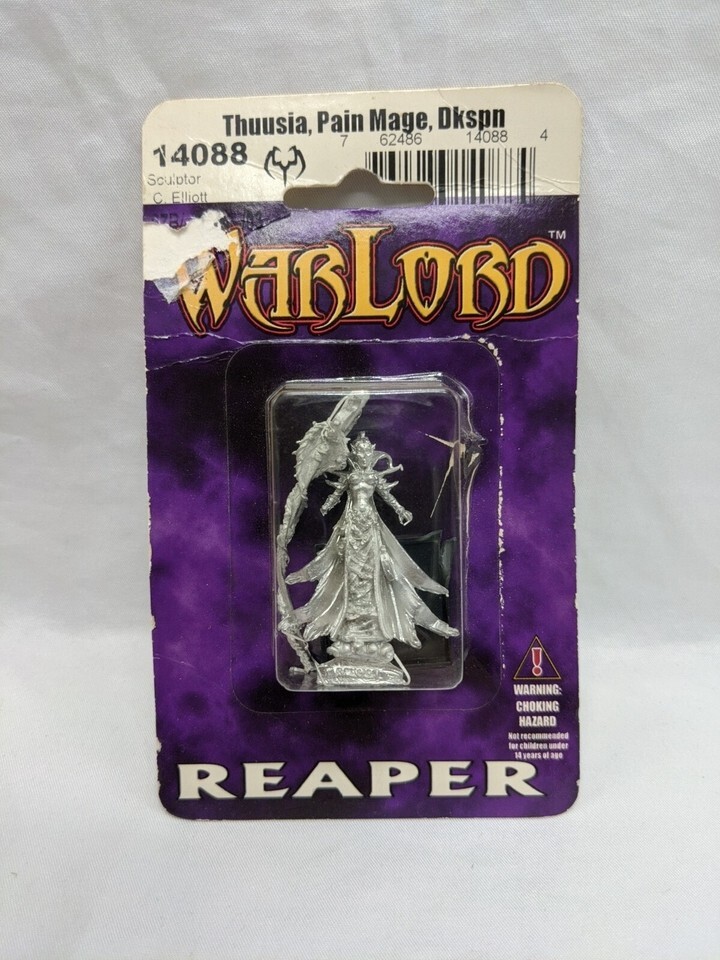 Thuusia, Pain Mage, Dkspn
14088
7 62486 14088 4
Sculptor
C. Elliott
WARLORD™
WARNING:
CHOKING
HAZARD
Not recommended
for children under
14 years of age
REAPER